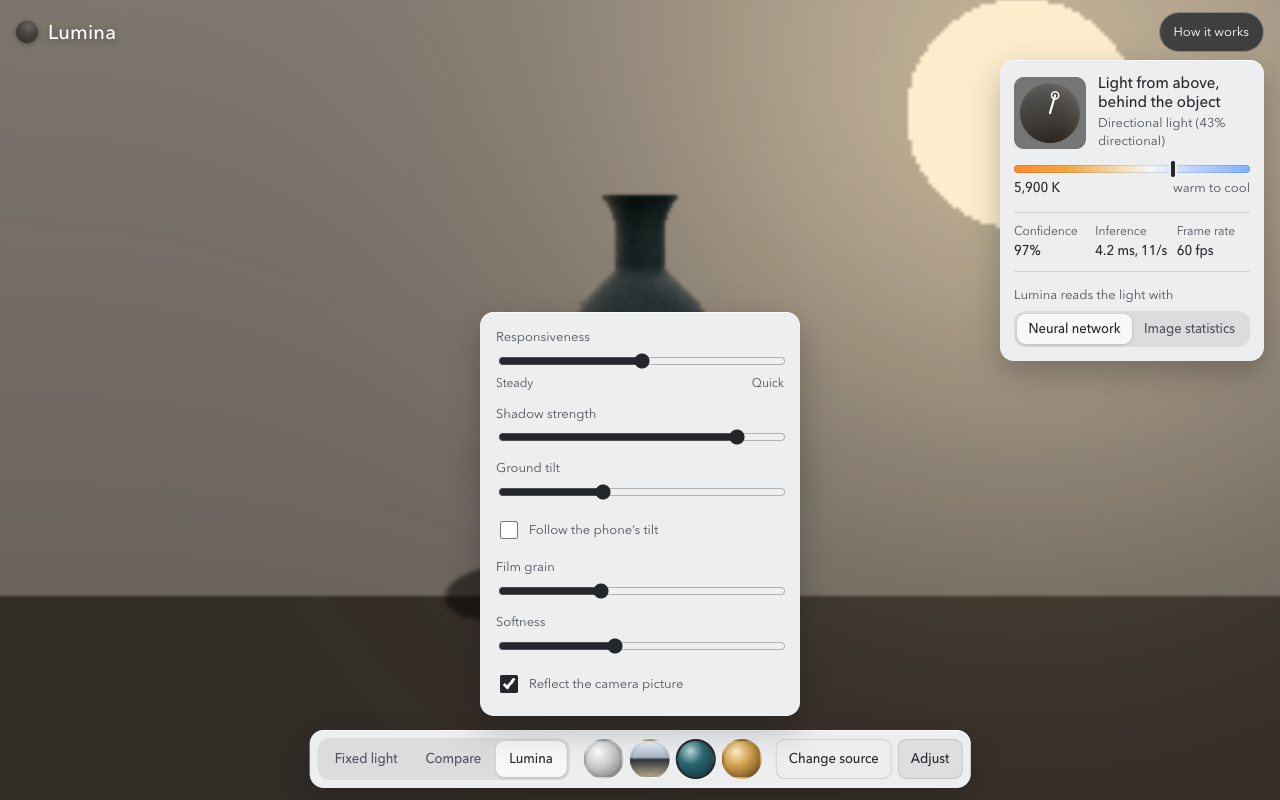 Lumina
How it works
Light from above,
behind the object
Directional light (43%
directional)
5,900 K
warm to cool
Confidence
Inference
Frame rate
97%
4.2 ms, 11/s
60 fps
Lumina reads the light with
Neural network
Image statistics
Responsiveness
Steady
Quick
Shadow strength
Ground tilt
Follow the phone’s tilt
Film grain
Softness
Reflect the camera picture
Fixed light
Compare
Lumina
Change source
Adjust